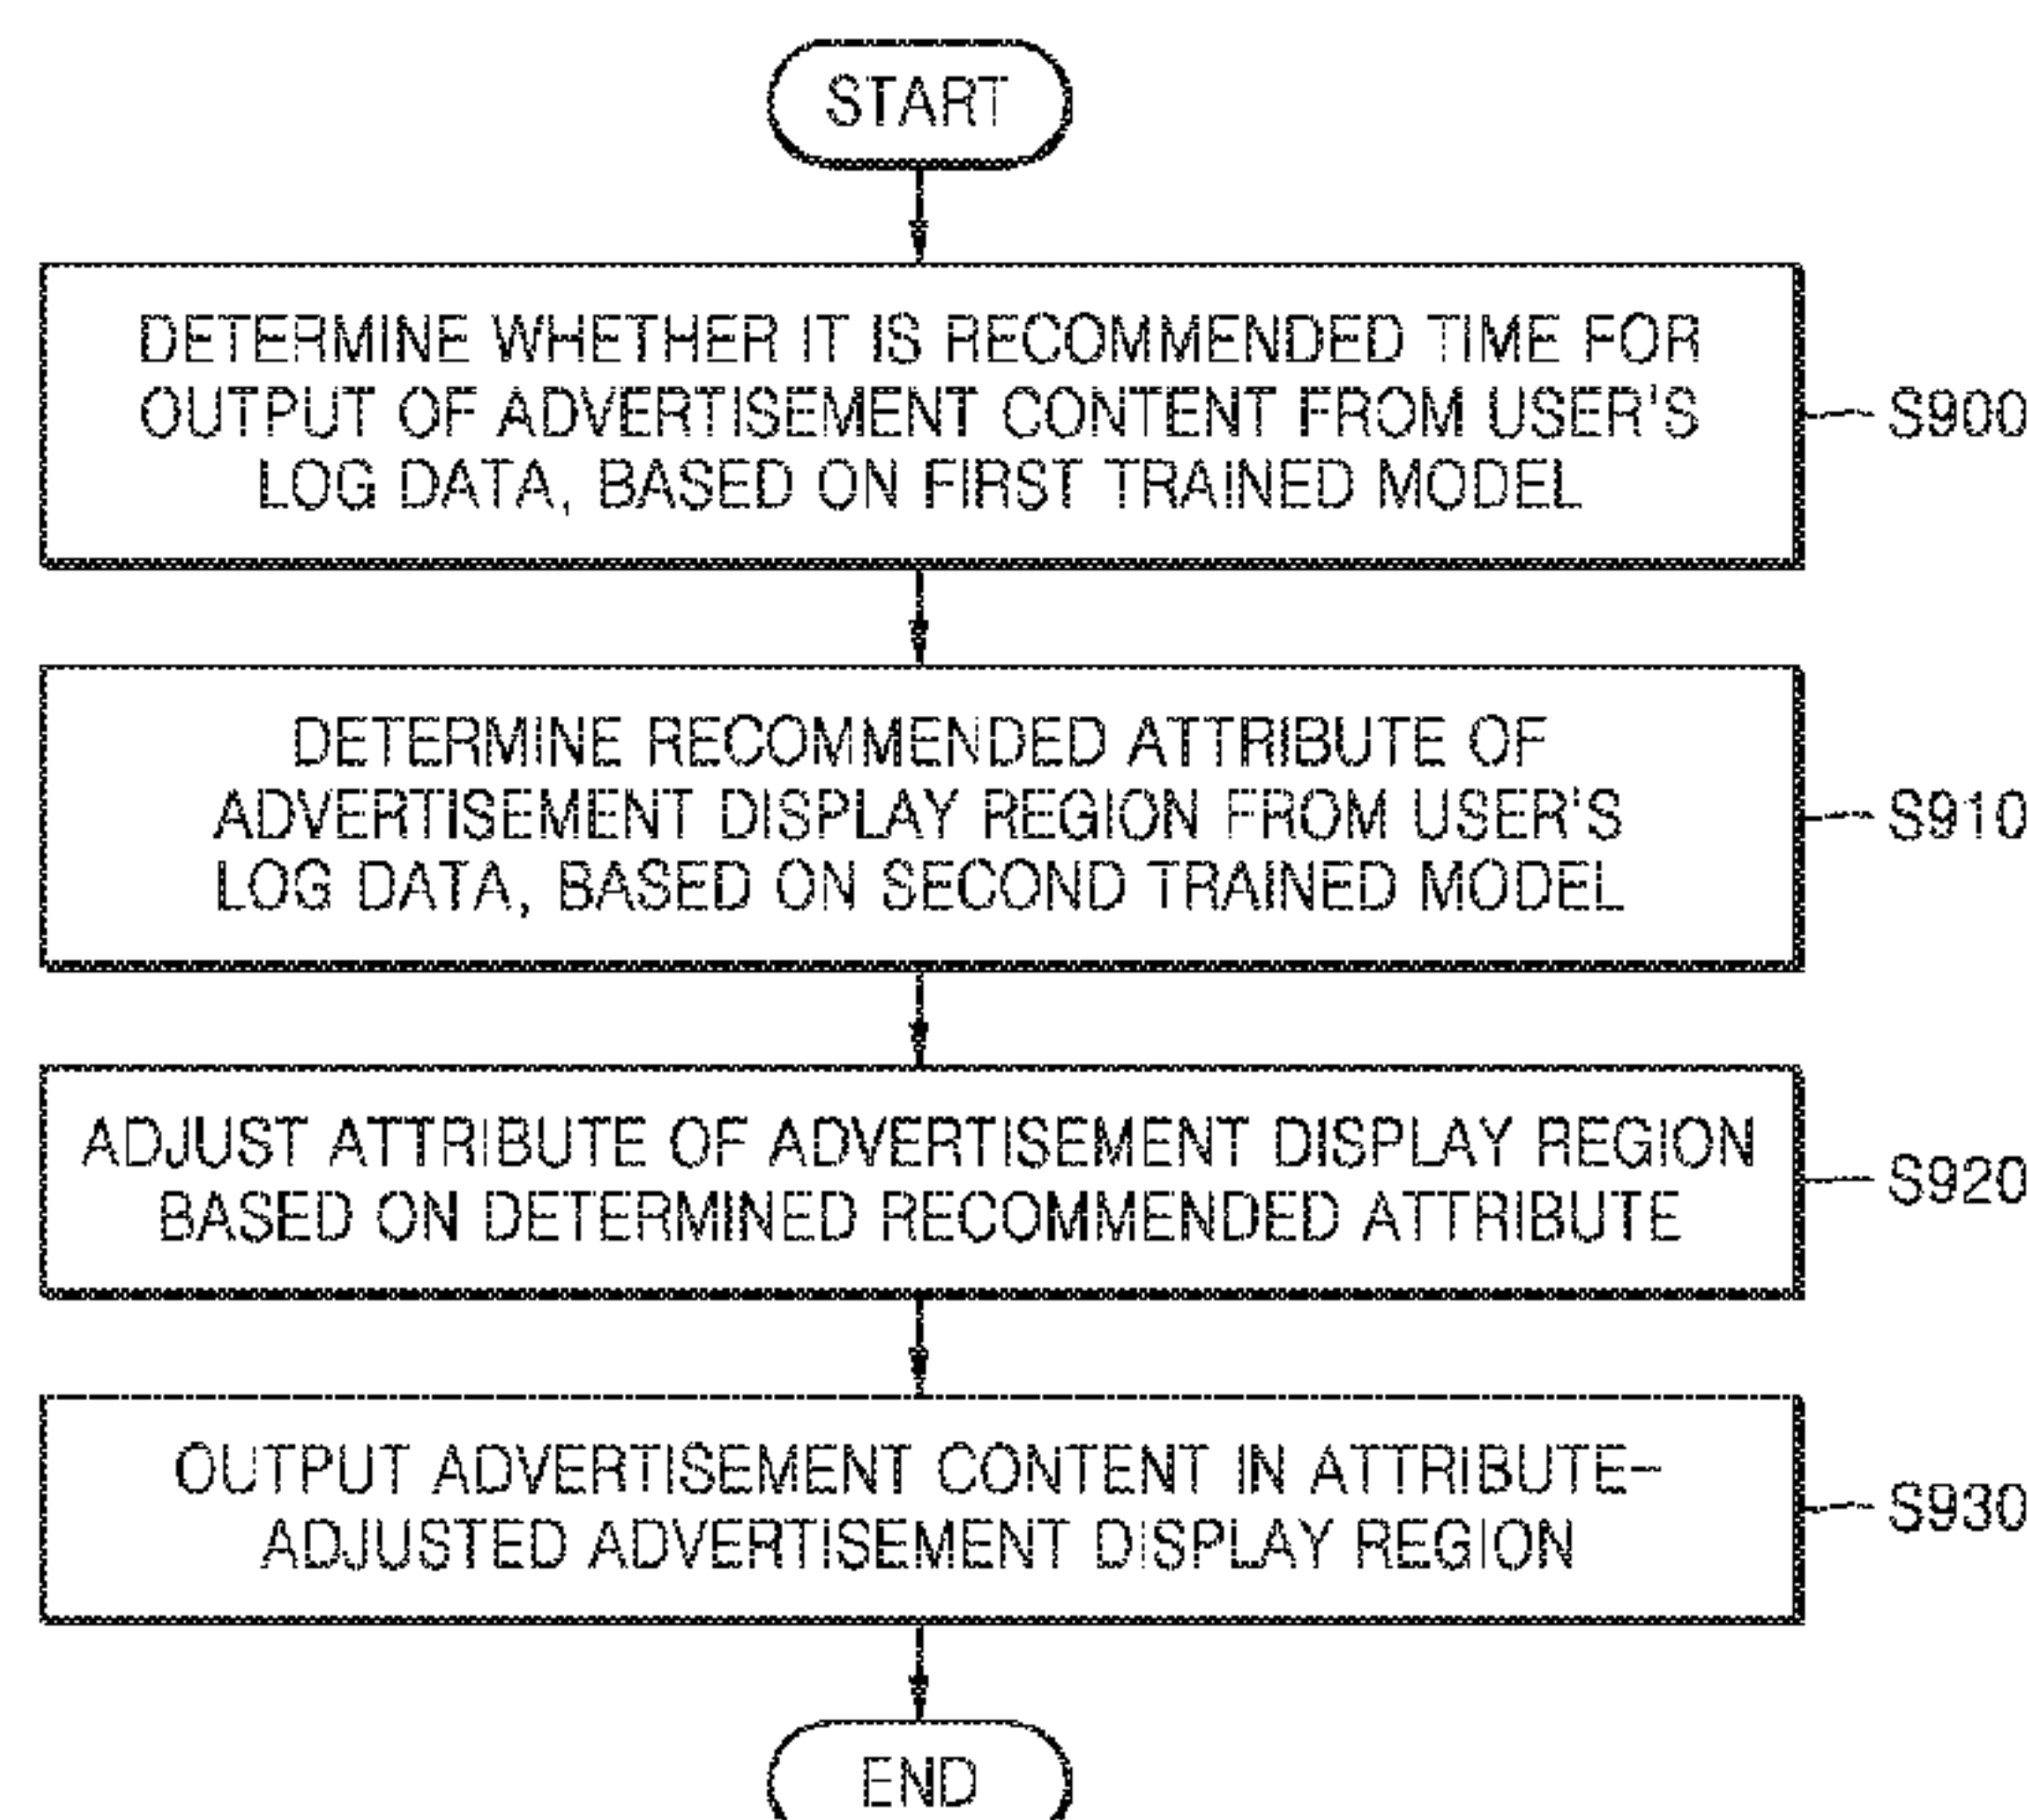 START
DETERMINE WHETHER IT IS RECOMMENDED TIME FOR
OUTPUT OF ADVERTISEMENT CONTENT FROM USER'S
LOG DATA, BASED ON FIRST TRAINED MODEL
S900
DETERMINE RECOMMENDED ATTRIBUTE OF
ADVERTISEMENT DISPLAY REGION FROM USER'S
LOG DATA, BASED ON SECOND TRAINED MODEL
S910
ADJUST ATTRIBUTE OF ADVERTISEMENT DISPLAY REGION
BASED ON DETERMINED RECOMMENDED ATTRIBUTE
S920
OUTPUT ADVERTISEMENT CONTENT IN ATTRIBUTE-
ADJUSTED ADVERTISEMENT DISPLAY REGION
S930
END